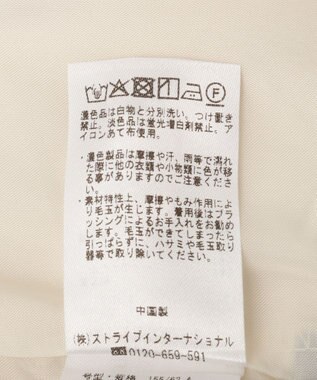 F
濃色品は白物と分別洗い、つけ置き
禁止。淡色品は蛍光増白剤禁止。ア
イロンあて布使用。
・濃色製品は摩擦や汗、雨等で濡れ
た際に他の衣類や小物類に色が移
る事がありますのでご注意くださ
い。
・素材特性上、摩擦やもみ作用によ
り毛玉が生じます。着用後はブラ
ッシングによるお手入れをお勧め
します。毛玉ができてしまったら
引っぱらずに、ハサミや毛玉取り
器等で取り除いてください。
中国製
(株)ストライプインターナショナル
0120-659-591
号型:規格 155/62